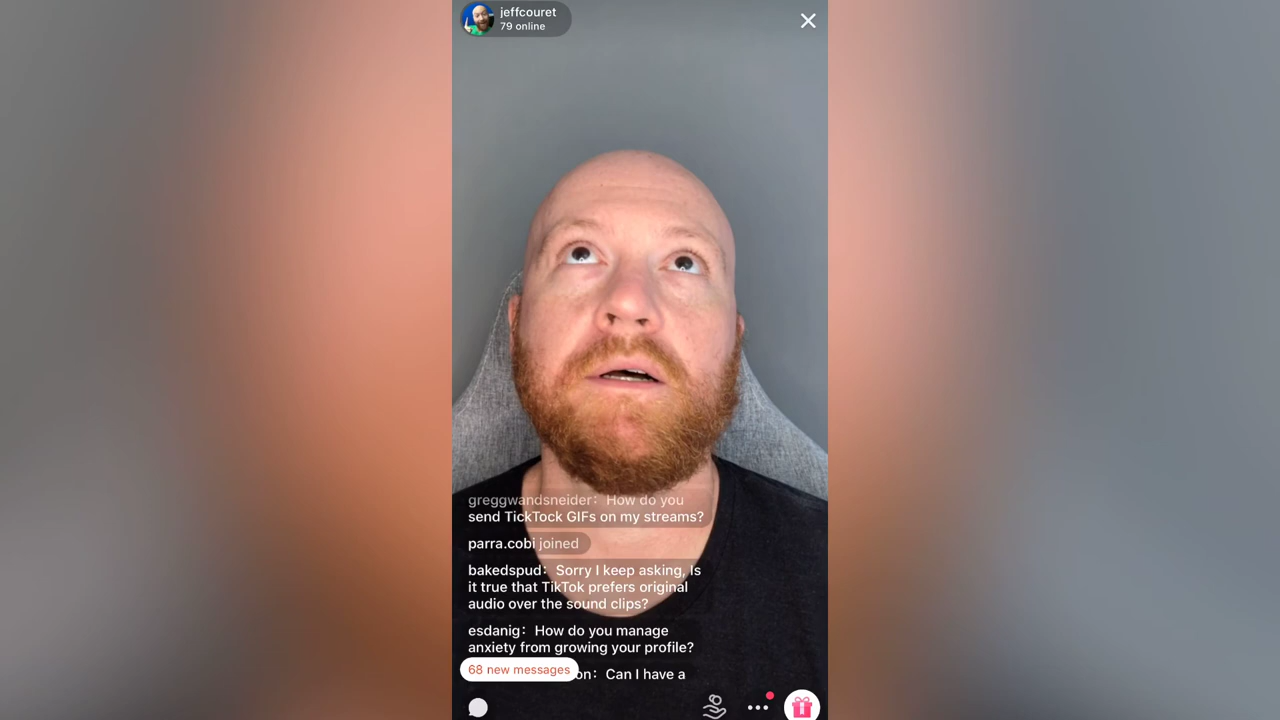 jeffcouret
79 online
greggwandsneider: How do you
send TickTock GIFs on my streams?
parra.cobi joined
bakedspud: Sorry I keep asking, Is
it true that TikTok prefers original
audio over the sound clips?
esdanig: How do you manage
anxiety from growing your profile?
68 new messages
on: Can I have a